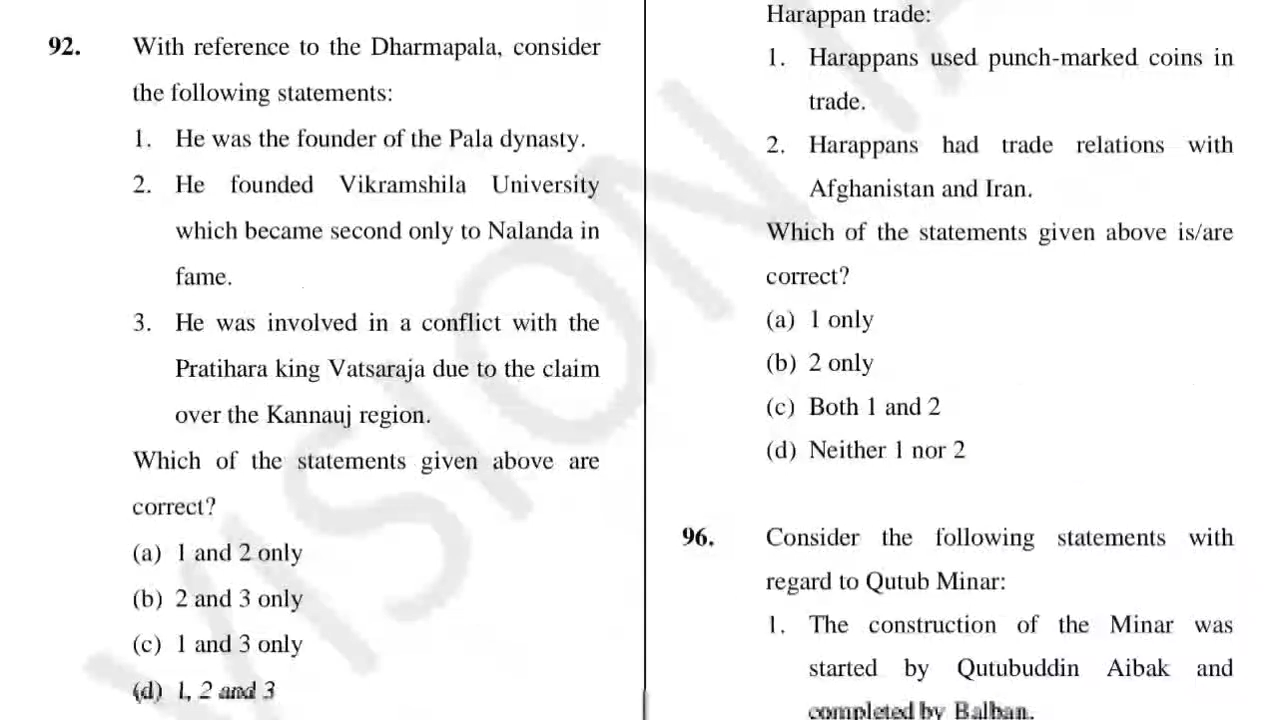 92. With reference to the Dharmapala, consider
the following statements:
1. He was the founder of the Pala dynasty.
2. He founded Vikramshila University
which became second only to Nalanda in
fame.
3. He was involved in a conflict with the
Pratihara king Vatsaraja due to the claim
over the Kannauj region.
Which of the statements given above are
correct?
(a) 1 and 2 only
(b) 2 and 3 only
(c) 1 and 3 only
(d) 1, 2 and 3
Harappan trade:
1. Harappans used punch-marked coins in
trade.
2. Harappans had trade relations with
Afghanistan and Iran.
Which of the statements given above is/are
correct?
(a) 1 only
(b) 2 only
(c) Both 1 and 2
(d) Neither 1 nor 2
96. Consider the following statements with
regard to Qutub Minar:
1. The construction of the Minar was
started by Qutubuddin Aibak and
completed by Balban.
VISION IA